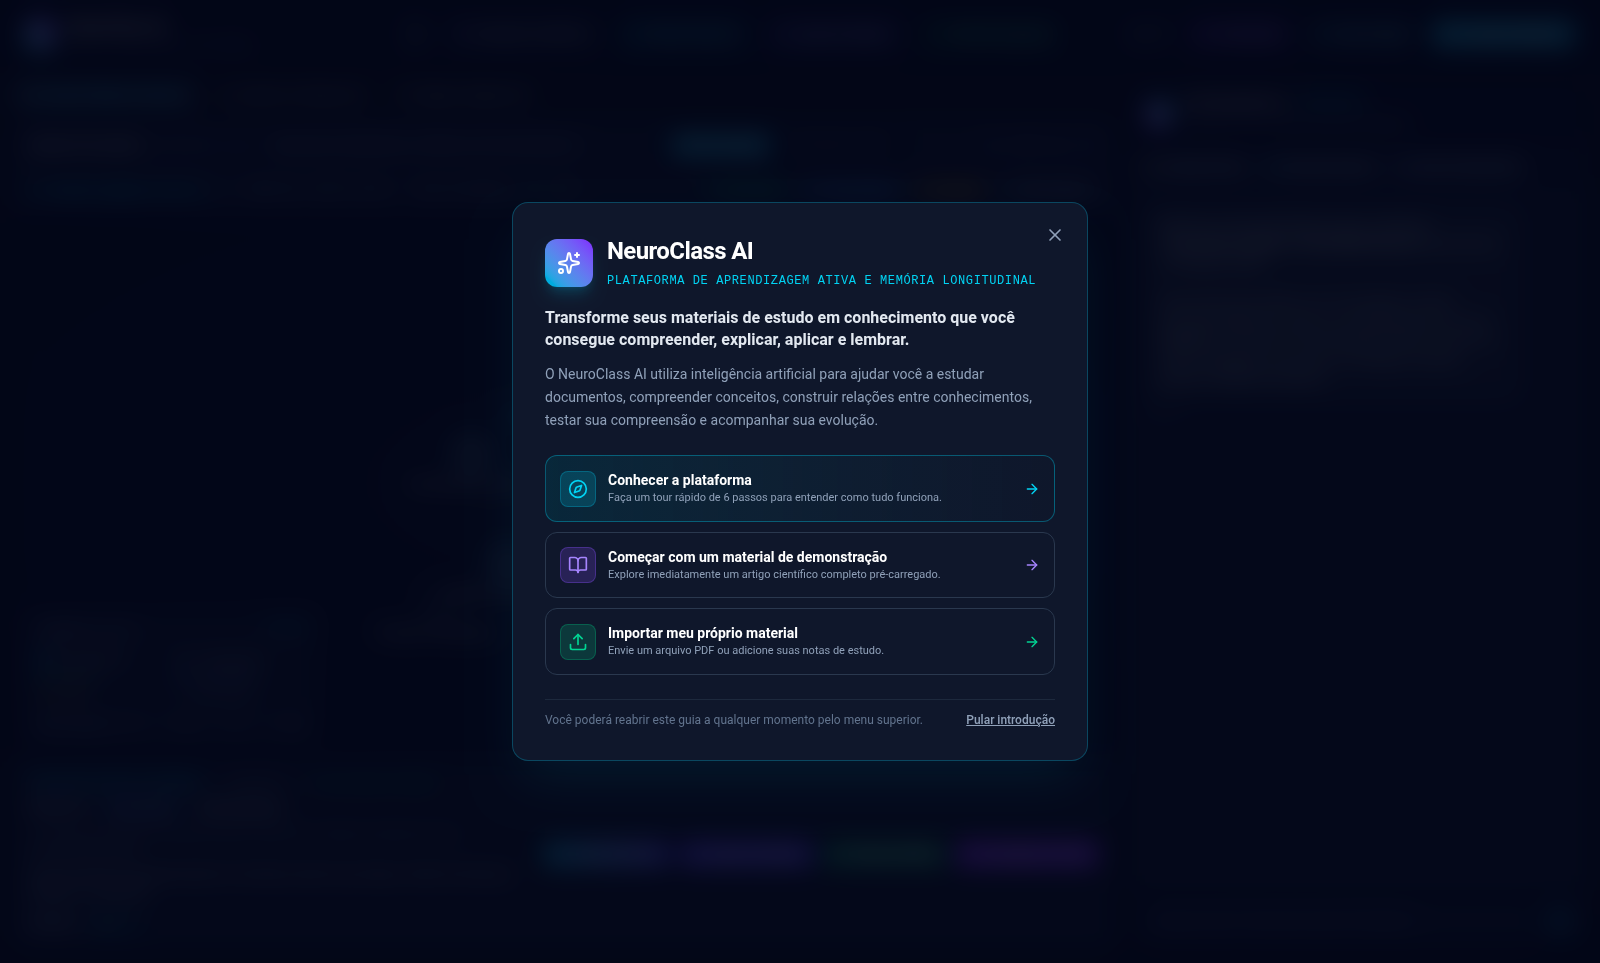 NeuroClass AI
PLATAFORMA DE APRENDIZAGEM ATIVA E MEMÓRIA LONGITUDINAL
Transforme seus materiais de estudo em conhecimento que você
consegue compreender, explicar, aplicar e lembrar.
O NeuroClass AI utiliza inteligência artificial para ajudar você a estudar
documentos, compreender conceitos, construir relações entre conhecimentos,
testar sua compreensão e acompanhar sua evolução.
Conhecer a plataforma
Faça um tour rápido de 6 passos para entender como tudo funciona.
Começar com um material de demonstração
Explore imediatamente um artigo científico completo pré-carregado.
Importar meu próprio material
Envie um arquivo PDF ou adicione suas notas de estudo.
Você poderá reabrir este guia a qualquer momento pelo menu superior.
Pular introdução